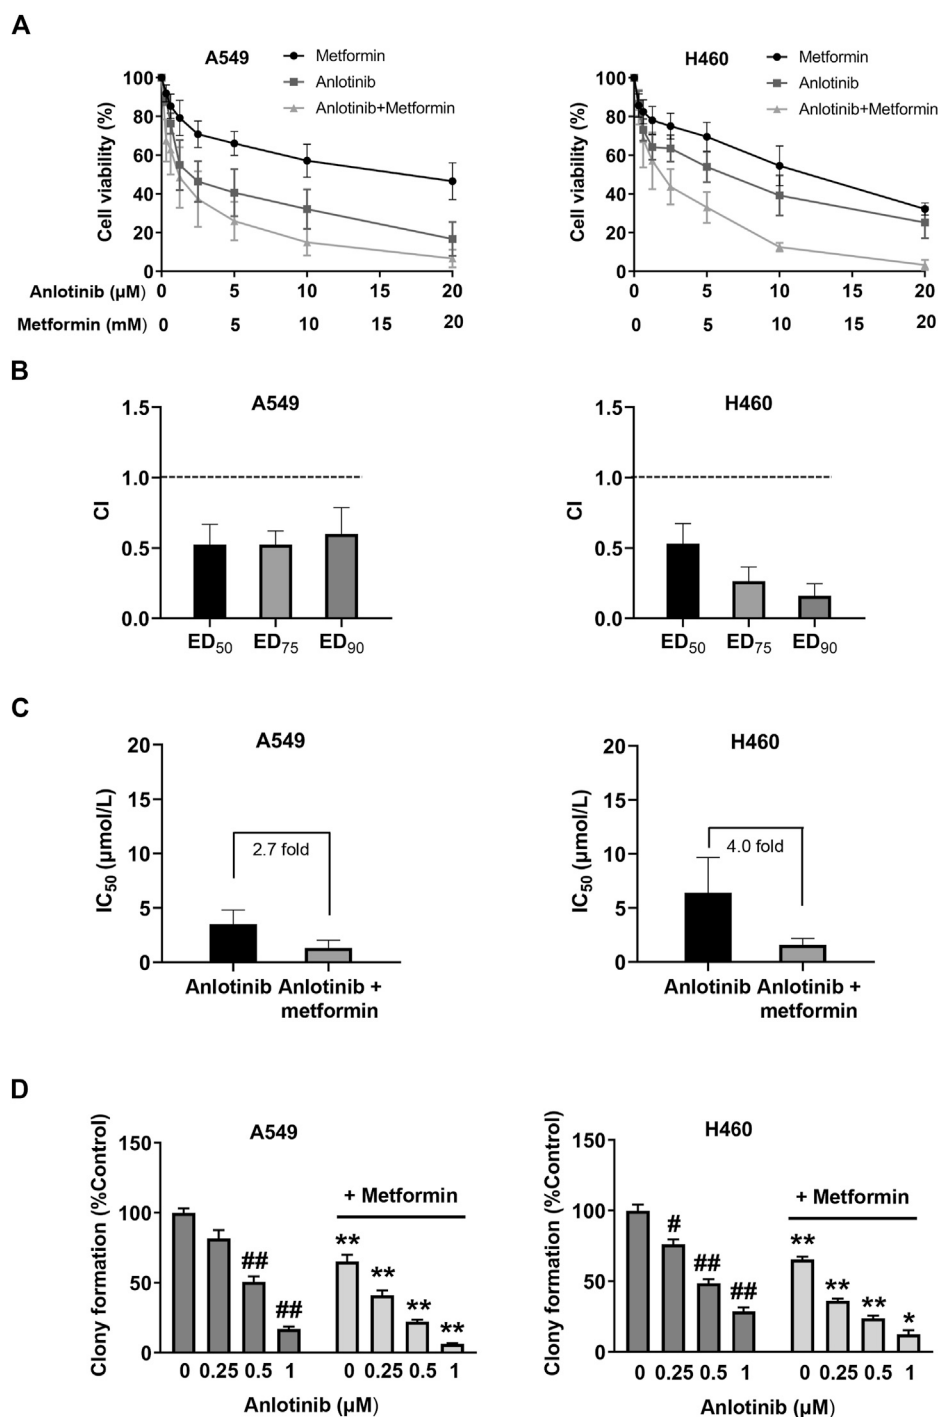 A
A549
Metformin
Anlotinib
Anlotinib+Metformin
Cell viability (%)
100
80
60
40
20
0
Anlotinib (µM) 0 5 10 15 20
Metformin (mM) 0 5 10 15 20
H460
Metformin
Anlotinib
Anlotinib+Metformin
Cell viability (%)
100
80
60
40
20
0
0 5 10 15 20
0 5 10 15 20
B
A549
CI
1.5
1.0
0.5
0.0
ED50 ED75 ED90
H460
CI
1.5
1.0
0.5
0.0
ED50 ED75 ED90
C
A549
IC50 (µmol/L)
20
15
10
5
0
2.7 fold
Anlotinib Anlotinib +
metformin
H460
IC50 (µmol/L)
20
15
10
5
0
4.0 fold
Anlotinib Anlotinib +
metformin
D
A549
Clony formation (%Control)
150
100
50
0
+ Metformin
## ## ** ** ** **
0 0.25 0.5 1 0 0.25 0.5 1
Anlotinib (µM)
H460
Clony formation (%Control)
150
100
50
0
+ Metformin
# ## ## ** ** ** *
0 0.25 0.5 1 0 0.25 0.5 1
Anlotinib (µM)